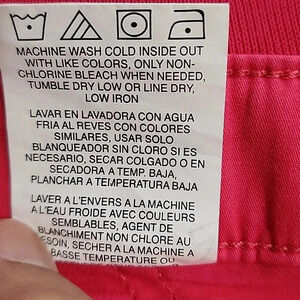 MACHINE WASH COLD INSIDE OUT
WITH LIKE COLORS, ONLY NON-
CHLORINE BLEACH WHEN NEEDED,
TUMBLE DRY LOW OR LINE DRY,
LOW IRON
LAVAR EN LAVADORA CON AGUA
FRIA AL REVES CON COLORES
SIMILARES, USAR SOLO
BLANQUEADOR SIN CLORO SI ES
NECESARIO, SECAR COLGADO O EN
SECADORA A TEMP. BAJA,
PLANCHAR A TEMPERATURA BAJA
LAVER A L'ENVERS A LA MACHINE
A L'EAU FROIDE AVEC COULEURS
SEMBLABLES, AGENT DE
BLANCHIMENT NON CHLORE AU
BESOIN, SECHER A LA MACHINE A
BASSE TEMPERATURE OU